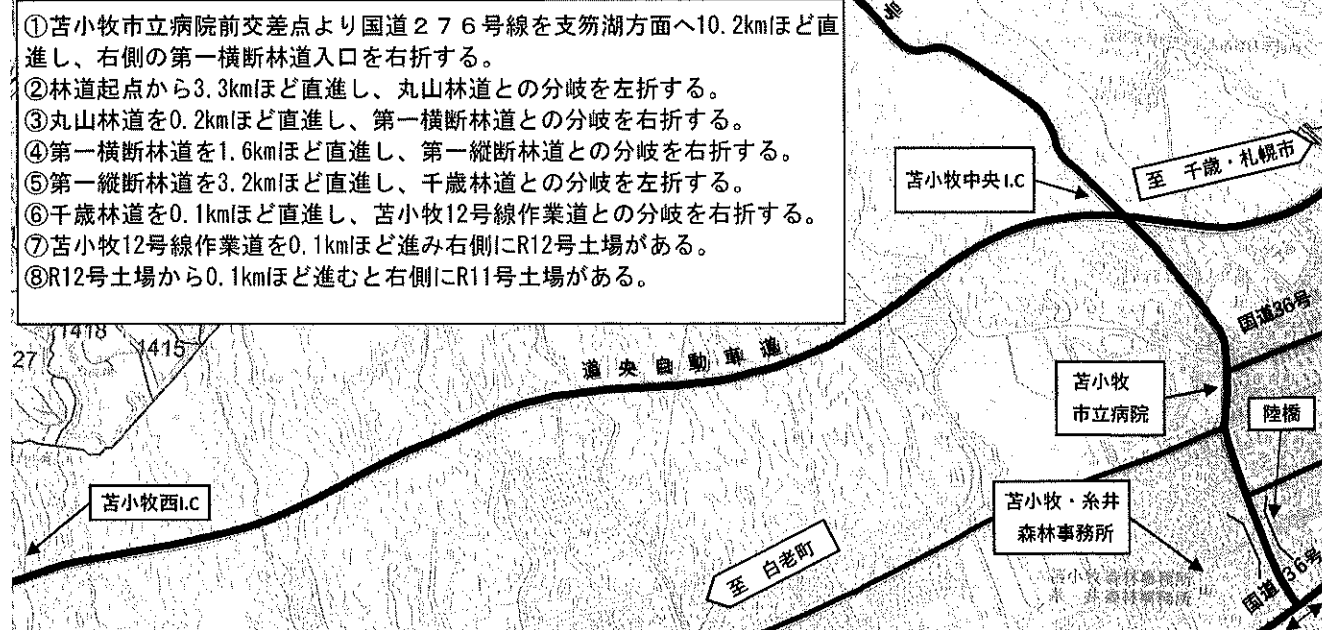 ①苫小牧市立病院前交差点より国道２７６号線を支笏湖方面へ10.2kmほど直
進し、右側の第一横断林道入口を右折する。
②林道起点から3.3kmほど直進し、丸山林道との分岐を左折する。
③丸山林道を0.2kmほど直進し、第一横断林道との分岐を右折する。
④第一横断林道を1.6kmほど直進し、第一縦断林道との分岐を右折する。
⑤第一縦断林道を3.2kmほど直進し、千歳林道との分岐を左折する。
⑥千歳林道を0.1kmほど直進し、苫小牧12号線作業道との分岐を右折する。
⑦苫小牧12号線作業道を0.1kmほど進み右側にR12号土場がある。
⑧R12号土場から0.1kmほど進むと右側にR11号土場がある。
号
苫小牧中央I.C
至 千歳・札幌市
1418
1415
27
国道36号
道央自動車道
苫小牧
市立病院
陸橋
苫小牧西I.C
苫小牧・糸井
森林事務所
至 白老町
国道36号